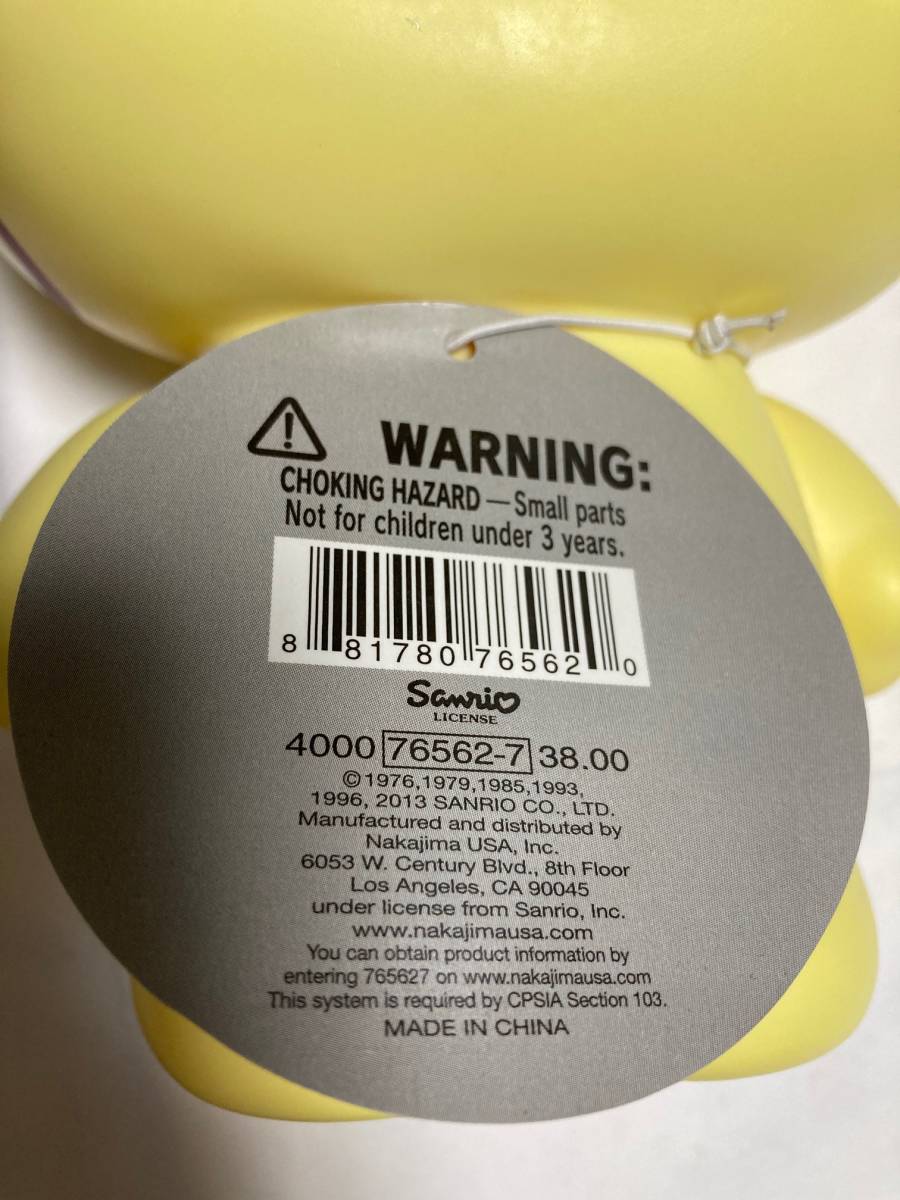 WARNING:
CHOKING HAZARD — Small parts
Not for children under 3 years.
8 81780 76562 0
Sanrio
LICENSE
4000 76562-7 38.00
©1976,1979,1985,1993,
1996, 2013 SANRIO CO., LTD.
Manufactured and distributed by
Nakajima USA, Inc.
6053 W. Century Blvd., 8th Floor
Los Angeles, CA 90045
under license from Sanrio, Inc.
www.nakajimausa.com
You can obtain product information by
entering 765627 on www.nakajimausa.com
This system is required by CPSIA Section 103.
MADE IN CHINA